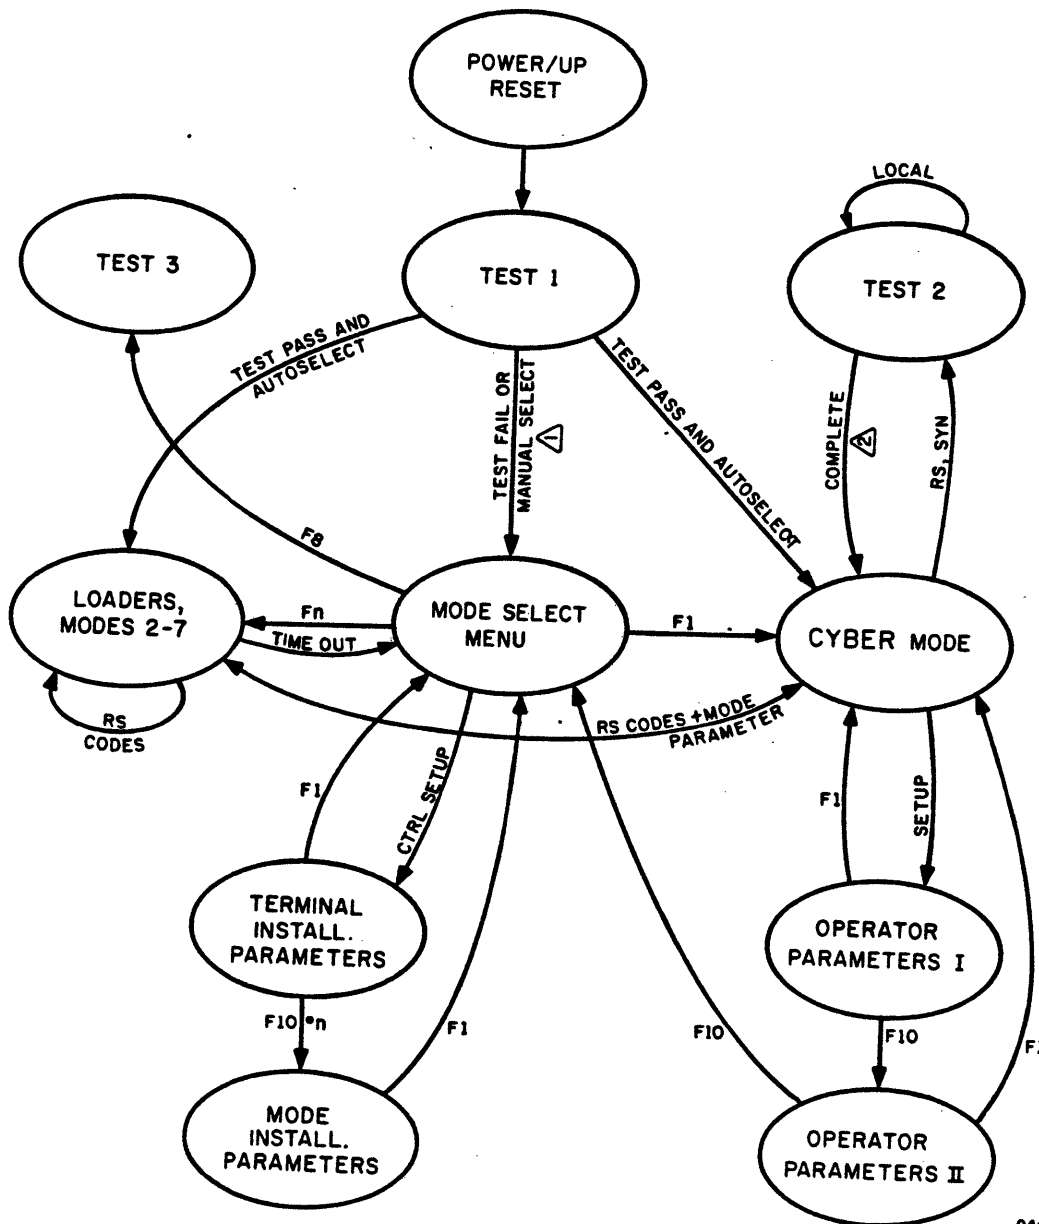 POWER/UP
RESET
LOCAL
TEST 3
TEST 1
TEST 2
TEST PASS AND
AUTOSELECT
TEST FAIL OR
MANUAL SELECT
1
TEST PASS AND AUTOSELECT
COMPLETE
2
RS, SYN
F8
LOADERS,
MODES 2-7
Fn
TIME OUT
MODE SELECT
MENU
F1
CYBER MODE
RS
CODES
RS CODES +MODE
PARAMETER
F1
CTRL SETUP
F1
SETUP
TERMINAL
INSTALL.
PARAMETERS
OPERATOR
PARAMETERS I
F10 •n
F1
F10
F10
MODE
INSTALL.
PARAMETERS
OPERATOR
PARAMETERS II